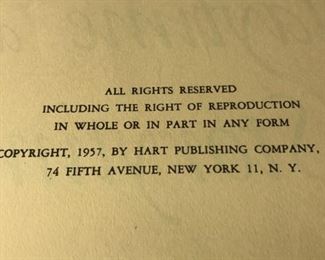 ALL RIGHTS RESERVED
INCLUDING THE RIGHT OF REPRODUCTION
IN WHOLE OR IN PART IN ANY FORM
COPYRIGHT, 1957, BY HART PUBLISHING COMPANY,
74 FIFTH AVENUE, NEW YORK 11, N. Y.